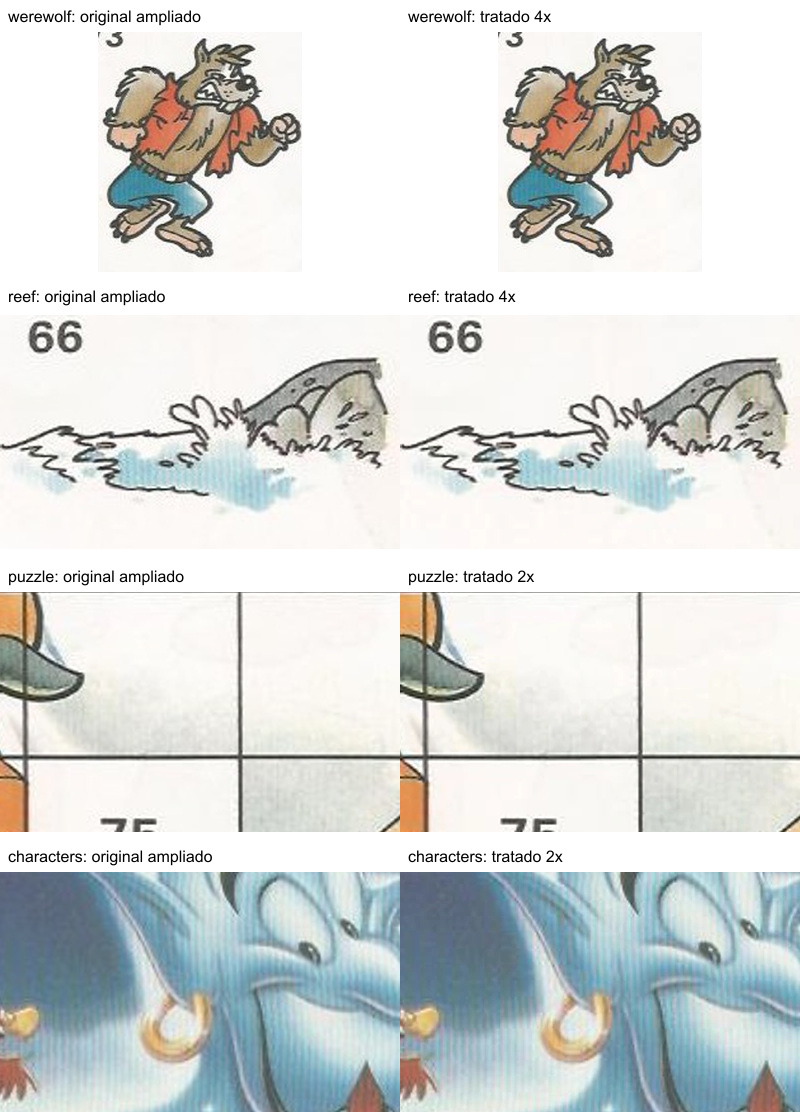 werewolf: original ampliado
werewolf: tratado 4x
3
3
reef: original ampliado
reef: tratado 4x
66
66
puzzle: original ampliado
puzzle: tratado 2x
75
75
characters: original ampliado
characters: tratado 2x